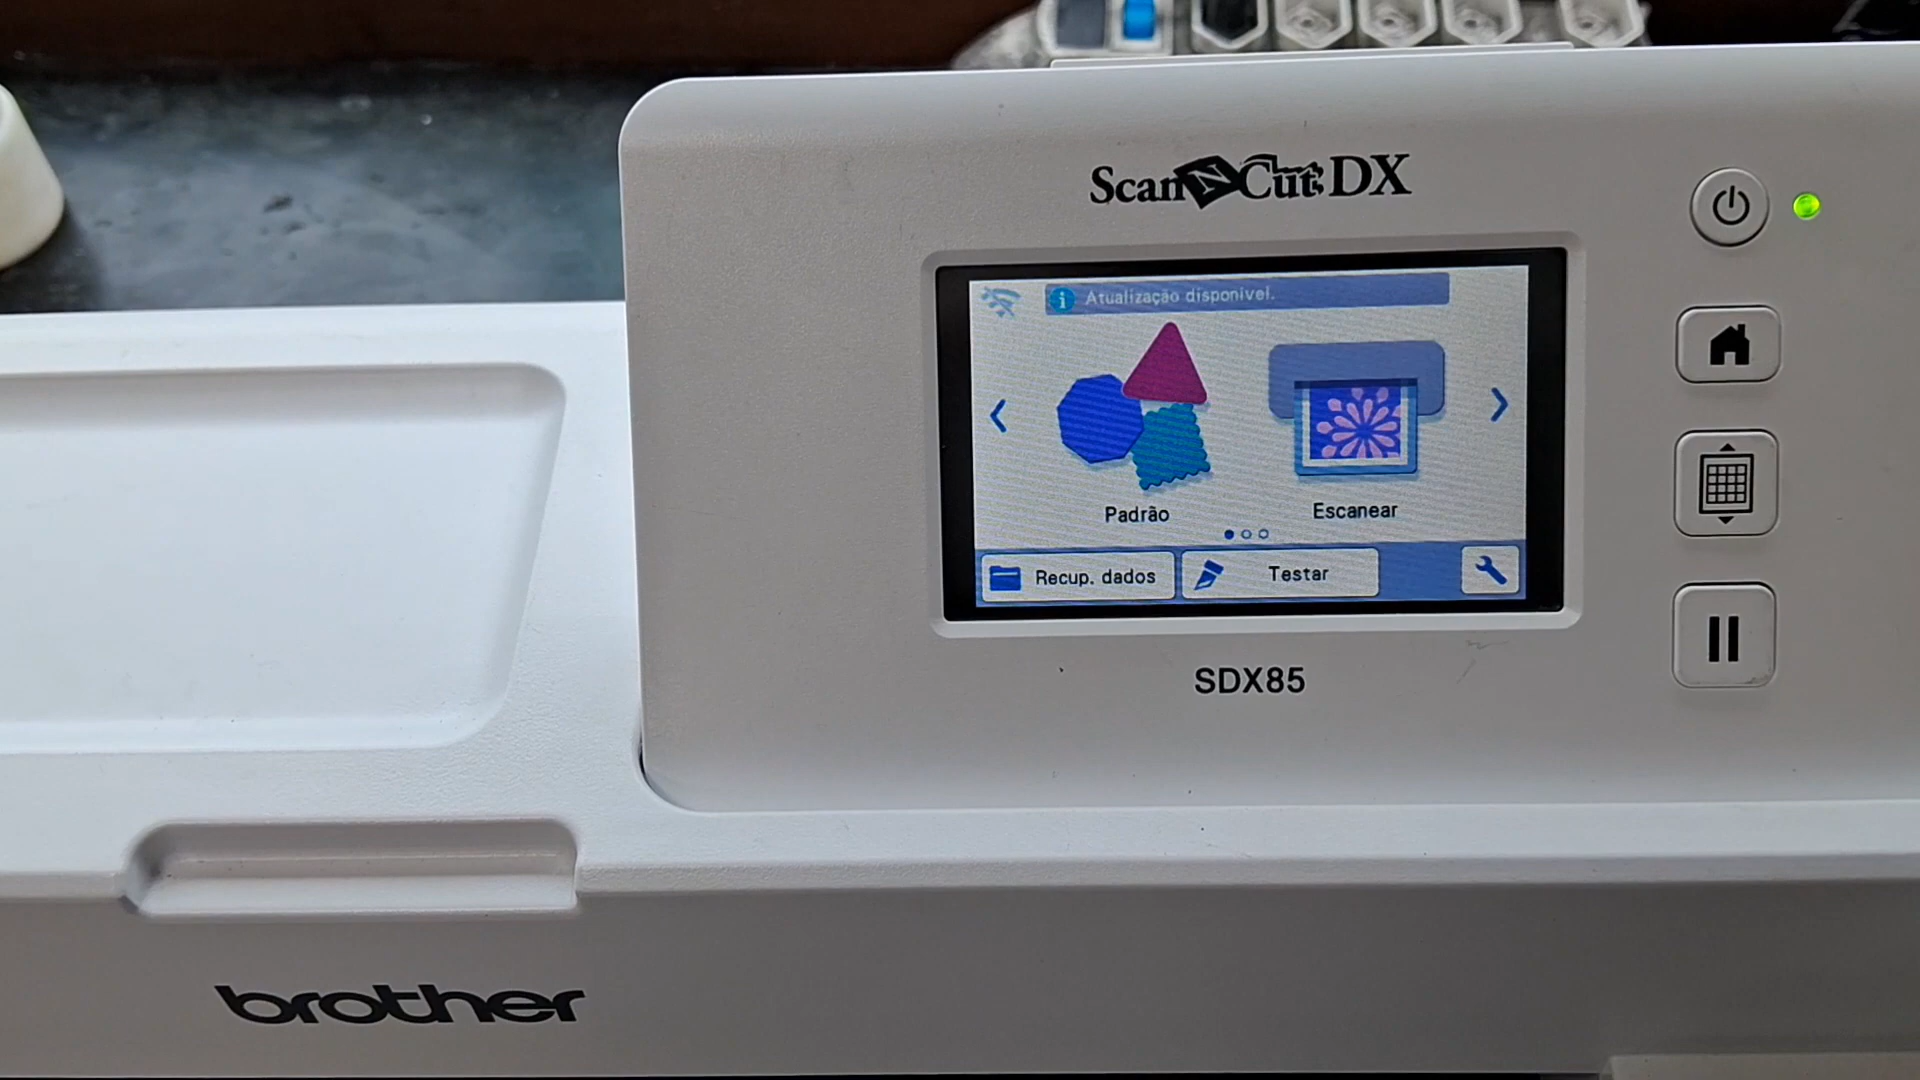 ScanNCut DX
i Atualização disponível.
Padrão
Escanear
Recup. dados
Testar
SDX85
brother